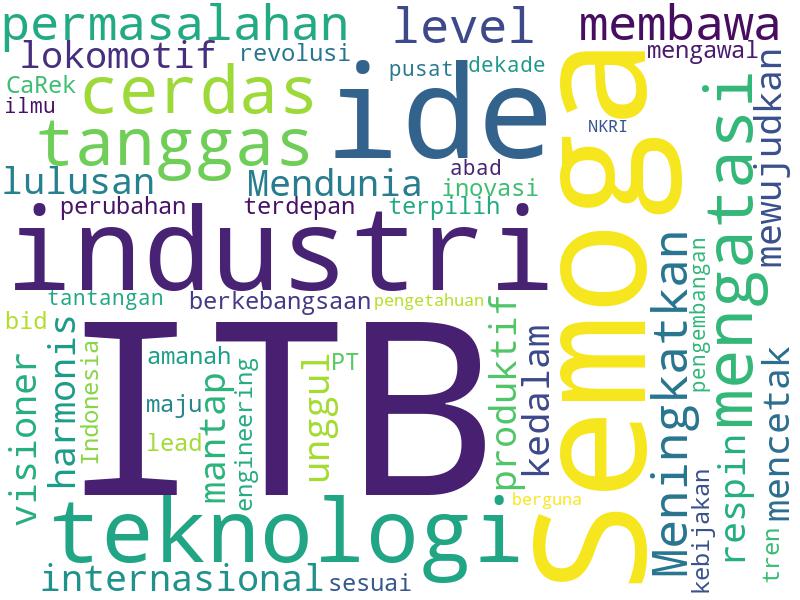 permasalahan
level
membawa
lokomotif
revolusi
mengawal
CaRek
cerdas
ide
pusat
dekade
ilmu
tanggas
NKRI
lulusan
Mendunia
abad
inovasi
perubahan
terdepan
terpilih
industri
Semoga
mengatasi
mewujudkan
tantangan
berkebangsaan
pengetahuan
bid
ITB
harmonis
Indonesia
visioner
amanah
maju
lead
mantap
engineering
unggul
PT
produktif
kedalam
Meningkatkan
pengembangan
respin
mencetak
teknologi
berguna
kebijakan
tren
internasional
sesuai